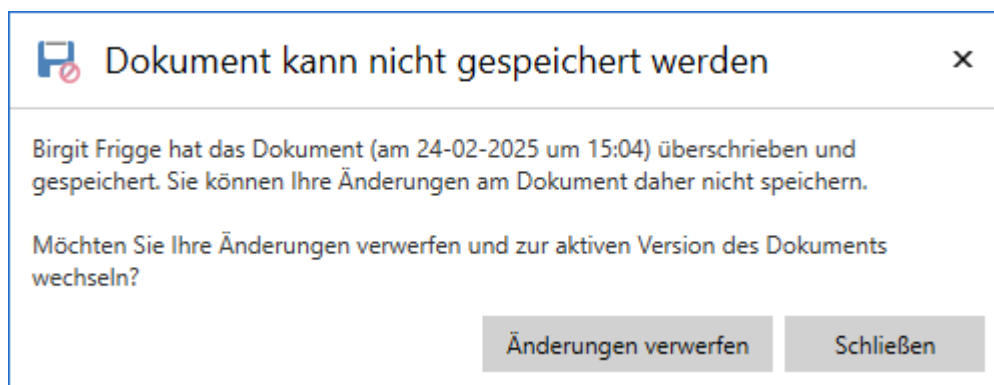 Dokument kann nicht gespeichert werden
Birgit Frigge hat das Dokument (am 24-02-2025 um 15:04) überschrieben und
gespeichert. Sie können Ihre Änderungen am Dokument daher nicht speichern.
Möchten Sie Ihre Änderungen verwerfen und zur aktiven Version des Dokuments
wechseln?
Änderungen verwerfen
Schließen